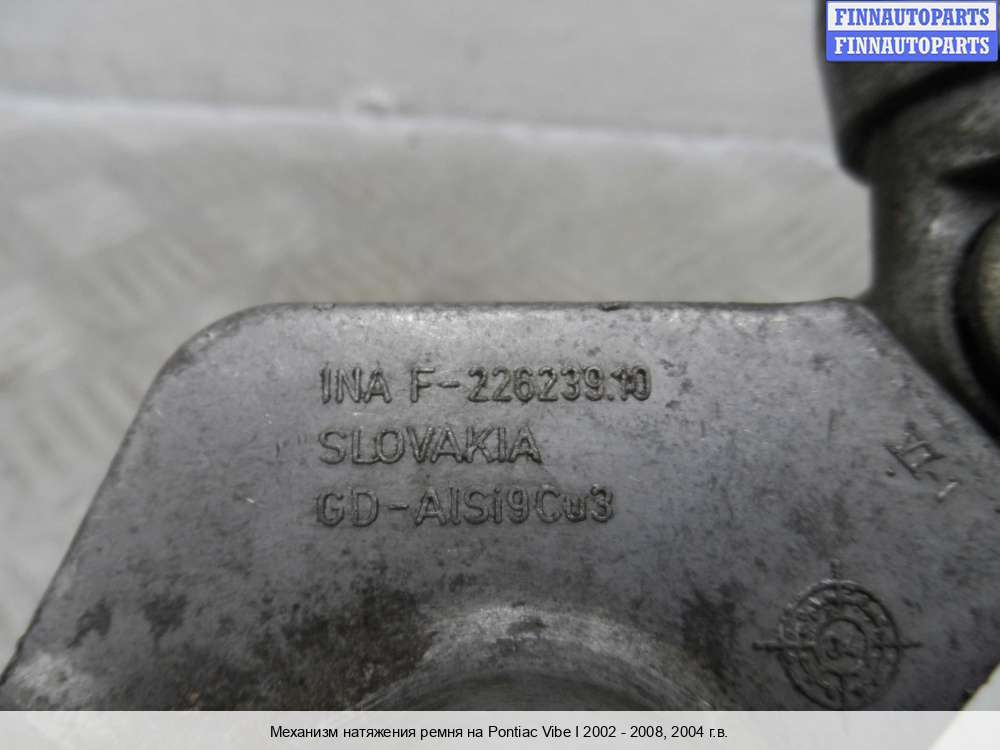 FINNAUTOPARTS
FINNAUTOPARTS
INA F-226239.10
SLOVAKIA
GD-AlSi9Cu3
Механизм натяжения ремня на Pontiac Vibe I 2002 - 2008, 2004 г.в.